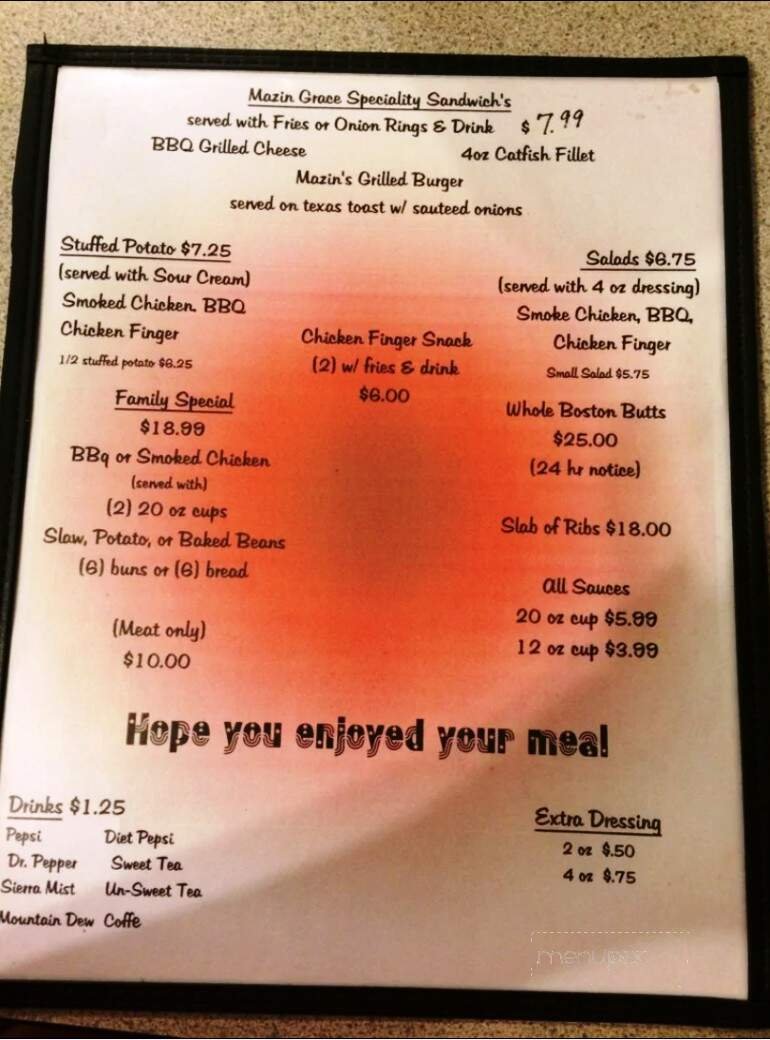 Mazin Grace Speciality Sandwich's
served with Fries or Onion Rings & Drink $7.99
BBQ Grilled Cheese 4oz Catfish Fillet
Mazin's Grilled Burger
served on texas toast w/ sauteed onions
Stuffed Potato $7.25
(served with Sour Cream)
Smoked Chicken, BBQ
Chicken Finger
1/2 stuffed potato $6.25
Chicken Finger Snack
(2) w/ fries & drink
$6.00
Salads $6.75
(served with 4 oz dressing)
Smoke Chicken, BBQ,
Chicken Finger
Small Salad $5.75
Family Special
$18.99
BBq or Smoked Chicken
(served with)
(2) 20 oz cups
Slaw, Potato, or Baked Beans
(6) buns or (6) bread
(Meat only)
$10.00
Whole Boston Butts
$25.00
(24 hr notice)
Slab of Ribs $18.00
All Sauces
20 oz cup $5.99
12 oz cup $3.99
Hope you enjoyed your meal
Drinks $1.25
Pepsi Diet Pepsi
Dr. Pepper Sweet Tea
Sierra Mist Un-Sweet Tea
Mountain Dew Coffe
Extra Dressing
2 oz $.50
4 oz $.75